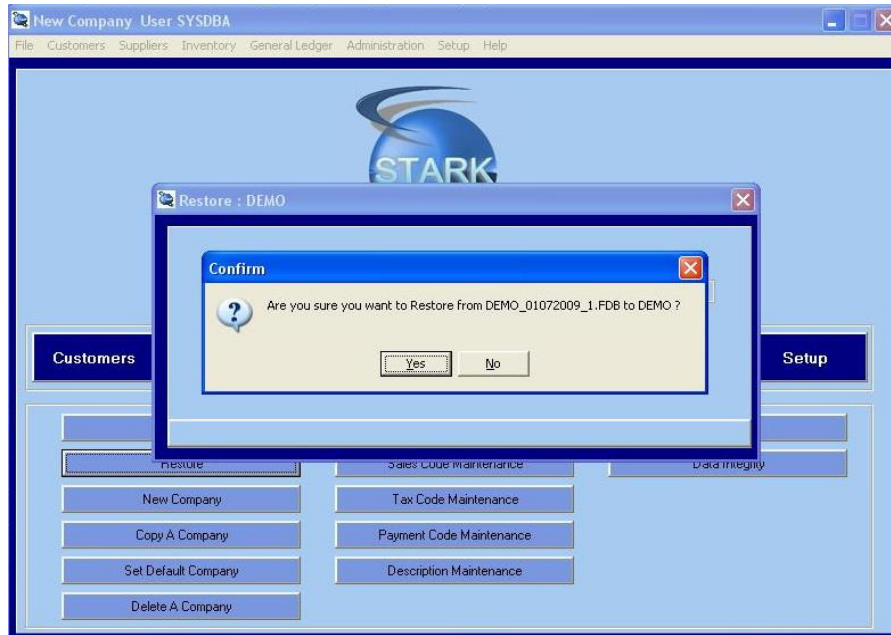 New Company User SYSDBA
File Customers Suppliers Inventory General Ledger Administration Setup Help
STARK
Restore : DEMO
Confirm
Are you sure you want to Restore from DEMO_01072009_1.FDB to DEMO ?
Yes No
Customers Setup
Restore Sales Code Maintenance Data Integrity
New Company Tax Code Maintenance
Copy A Company Payment Code Maintenance
Set Default Company Description Maintenance
Delete A Company